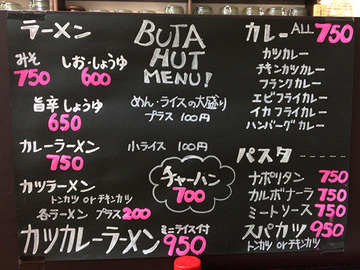 ラーメン
みそ
750
しお・しょうゆ
600
旨辛しょうゆ
650
カレーラーメン
750
カツラーメン
トンカツ or チキンカツ
各ラーメン プラス200
カツカレーラーメン ミニライス付 950
BUTA
HUT
MENU!
めん・ライスの大盛り
プラス 100円
小ライス 100円
チャーハン
700
カレー ALL 750
カツカレー
チキンカツカレー
フランクカレー
エビフライカレー
イカフライカレー
ハンバーグカレー
パスタ
ナポリタン 750
カルボナーラ 750
ミートソース 750
スパカツ 950
トンカツ or チキンカツ